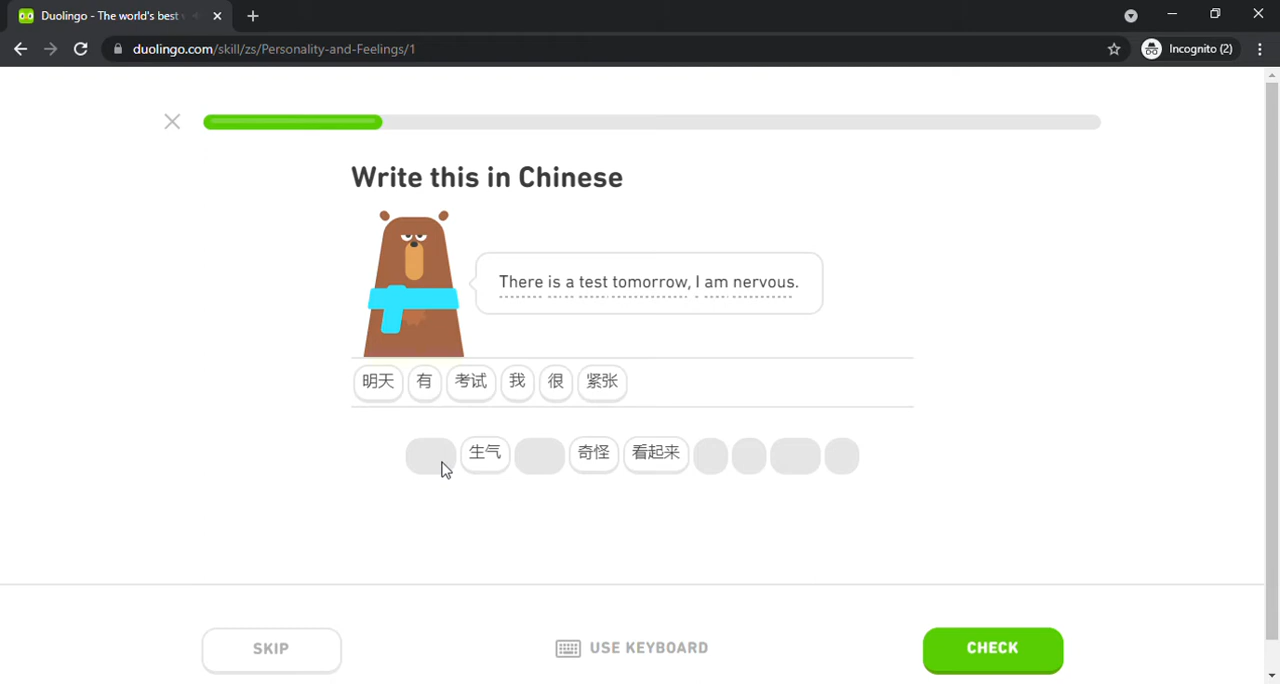 Duolingo - The world's best
duolingo.com/skill/zs/Personality-and-Feelings/1
Incognito (2)
Write this in Chinese
There is a test tomorrow, I am nervous.
明天 有 考试 我 很 紧张
生气 奇怪 看起来
SKIP
USE KEYBOARD
CHECK